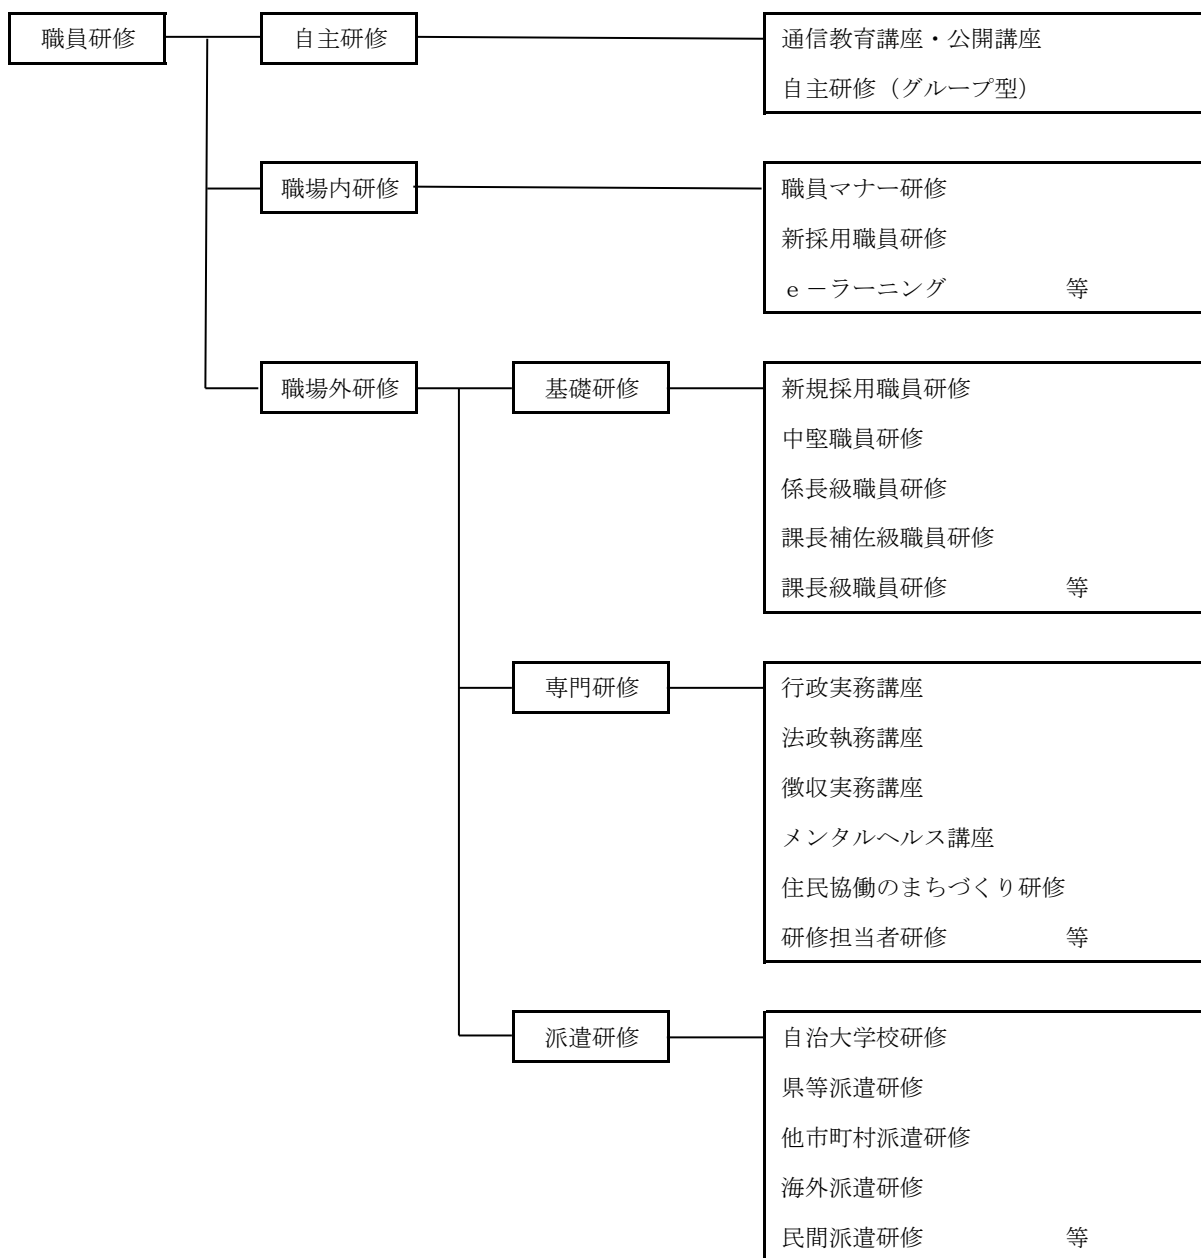 職員研修 自主研修 通信教育講座・公開講座
自主研修（グループ型）
職場内研修 職員マナー研修
新採用職員研修
ｅ－ラーニング 等
職場外研修 基礎研修 新規採用職員研修
中堅職員研修
係長級職員研修
課長補佐級職員研修
課長級職員研修 等
専門研修 行政実務講座
法政執務講座
徴収実務講座
メンタルヘルス講座
住民協働のまちづくり研修
研修担当者研修 等
派遣研修 自治大学校研修
県等派遣研修
他市町村派遣研修
海外派遣研修
民間派遣研修 等